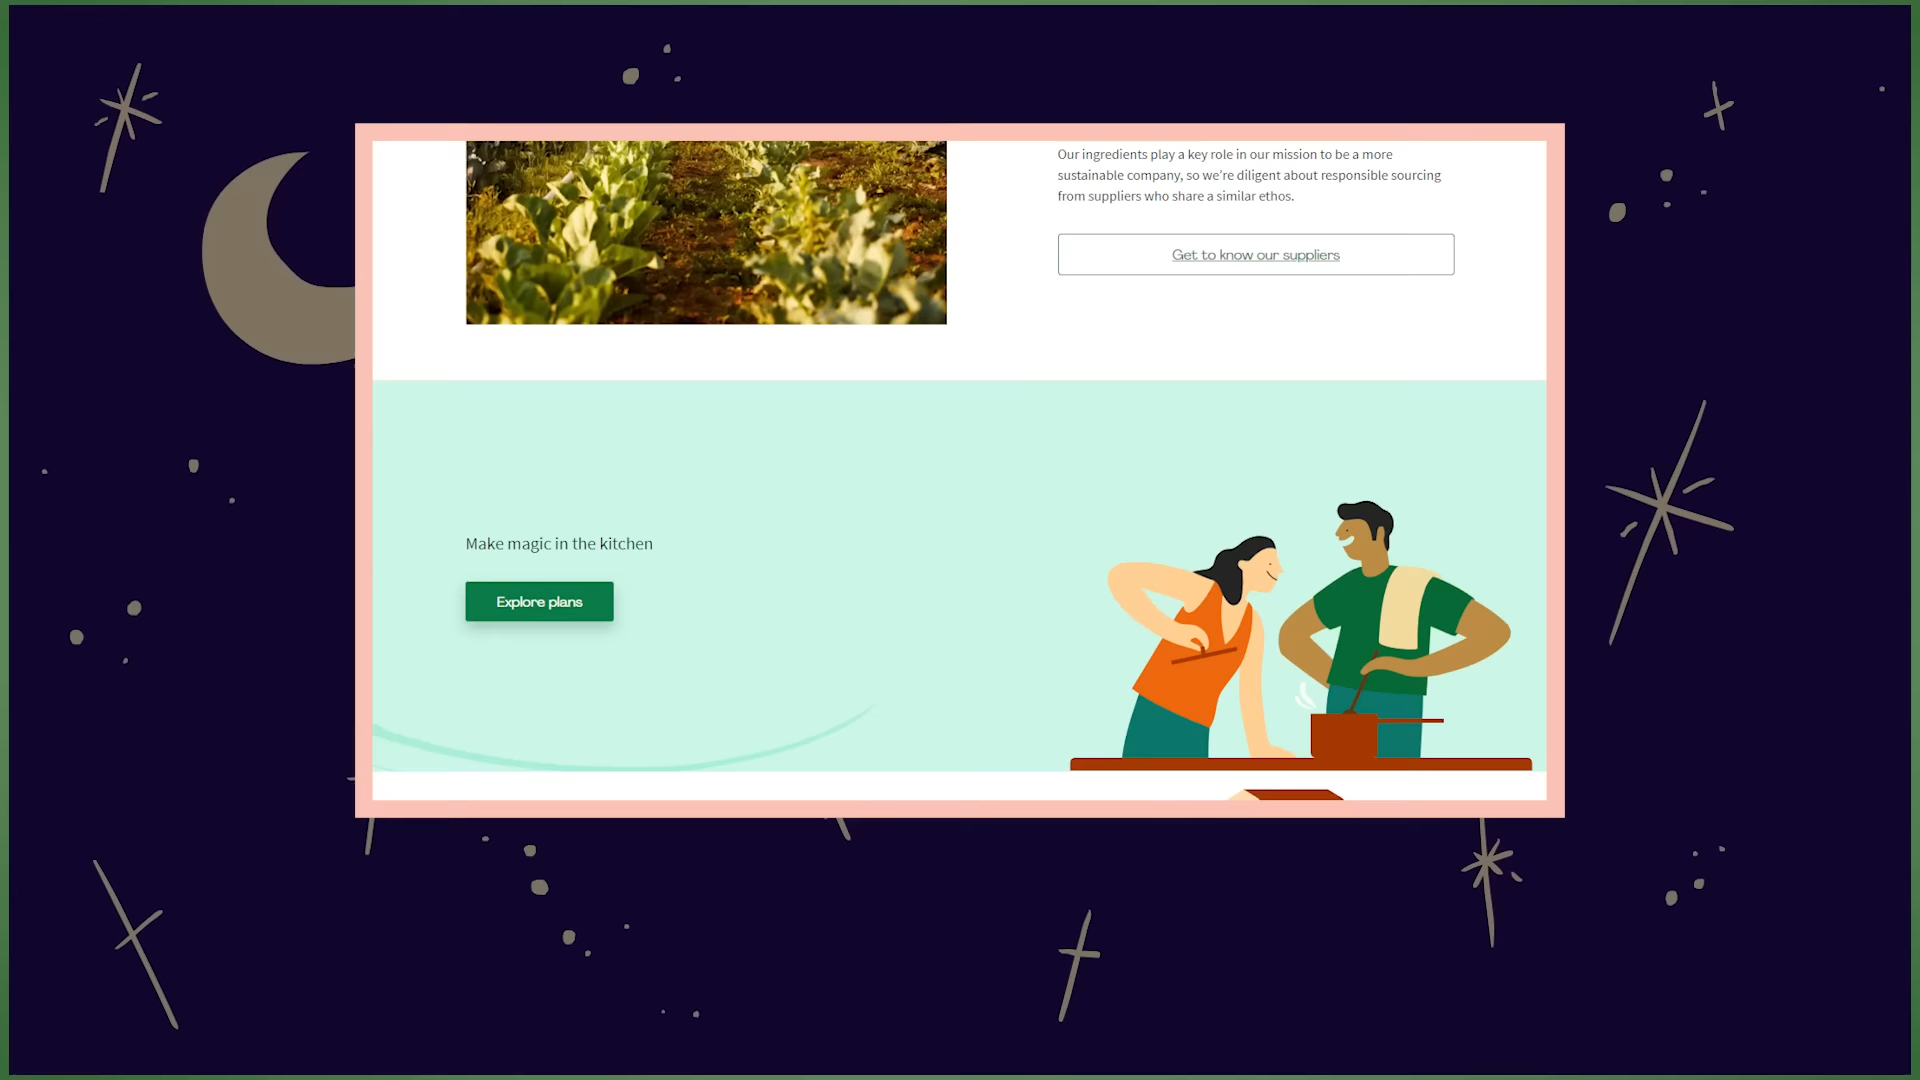 Our ingredients play a key role in our mission to be a more
sustainable company, so we're diligent about responsible sourcing
from suppliers who share a similar ethos.
Get to know our suppliers
Make magic in the kitchen
Explore plans